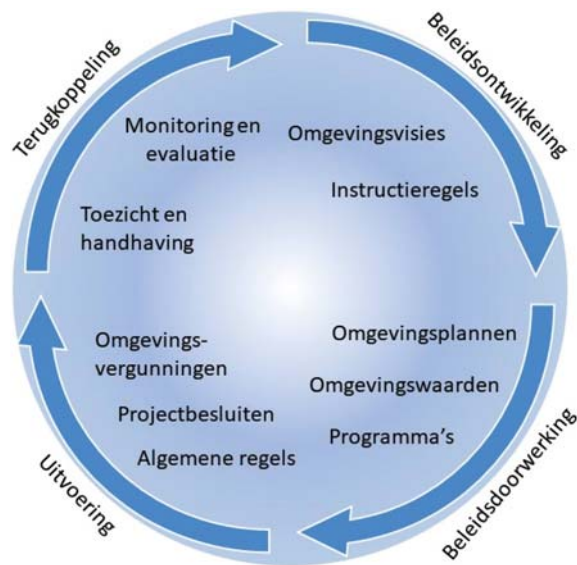 Beleidsontwikkeling
Omgevingsvisies
Instructieregels
Beleidsdoorwerking
Omgevingsplannen
Omgevingswaarden
Programma's
Uitvoering
Omgevings-
vergunningen
Projectbesluiten
Algemene regels
Terugkoppeling
Monitoring en
evaluatie
Toezicht en
handhaving